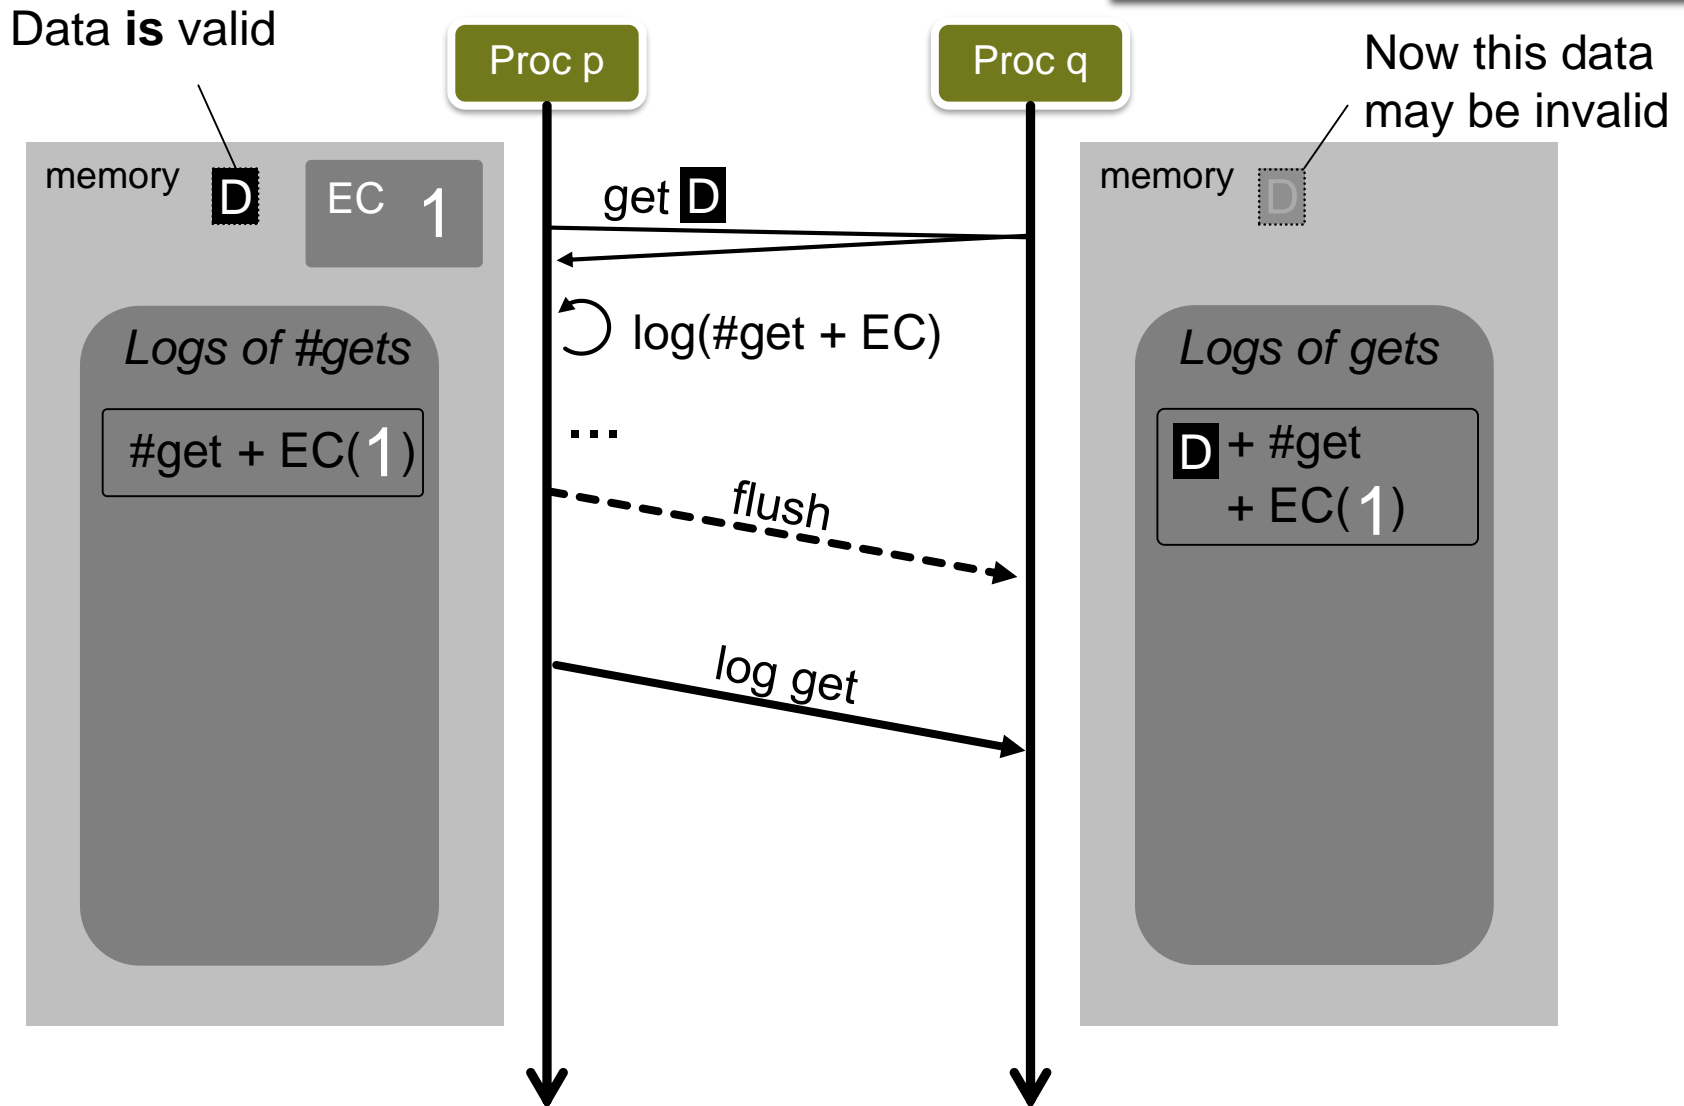 Data is valid
Proc p
Proc q
Now this data
may be invalid
memory
D
EC 1
get D
memory
D
log(#get + EC)
Logs of #gets
#get + EC(1)
...
Logs of gets
D + #get
+ EC(1)
flush
log get